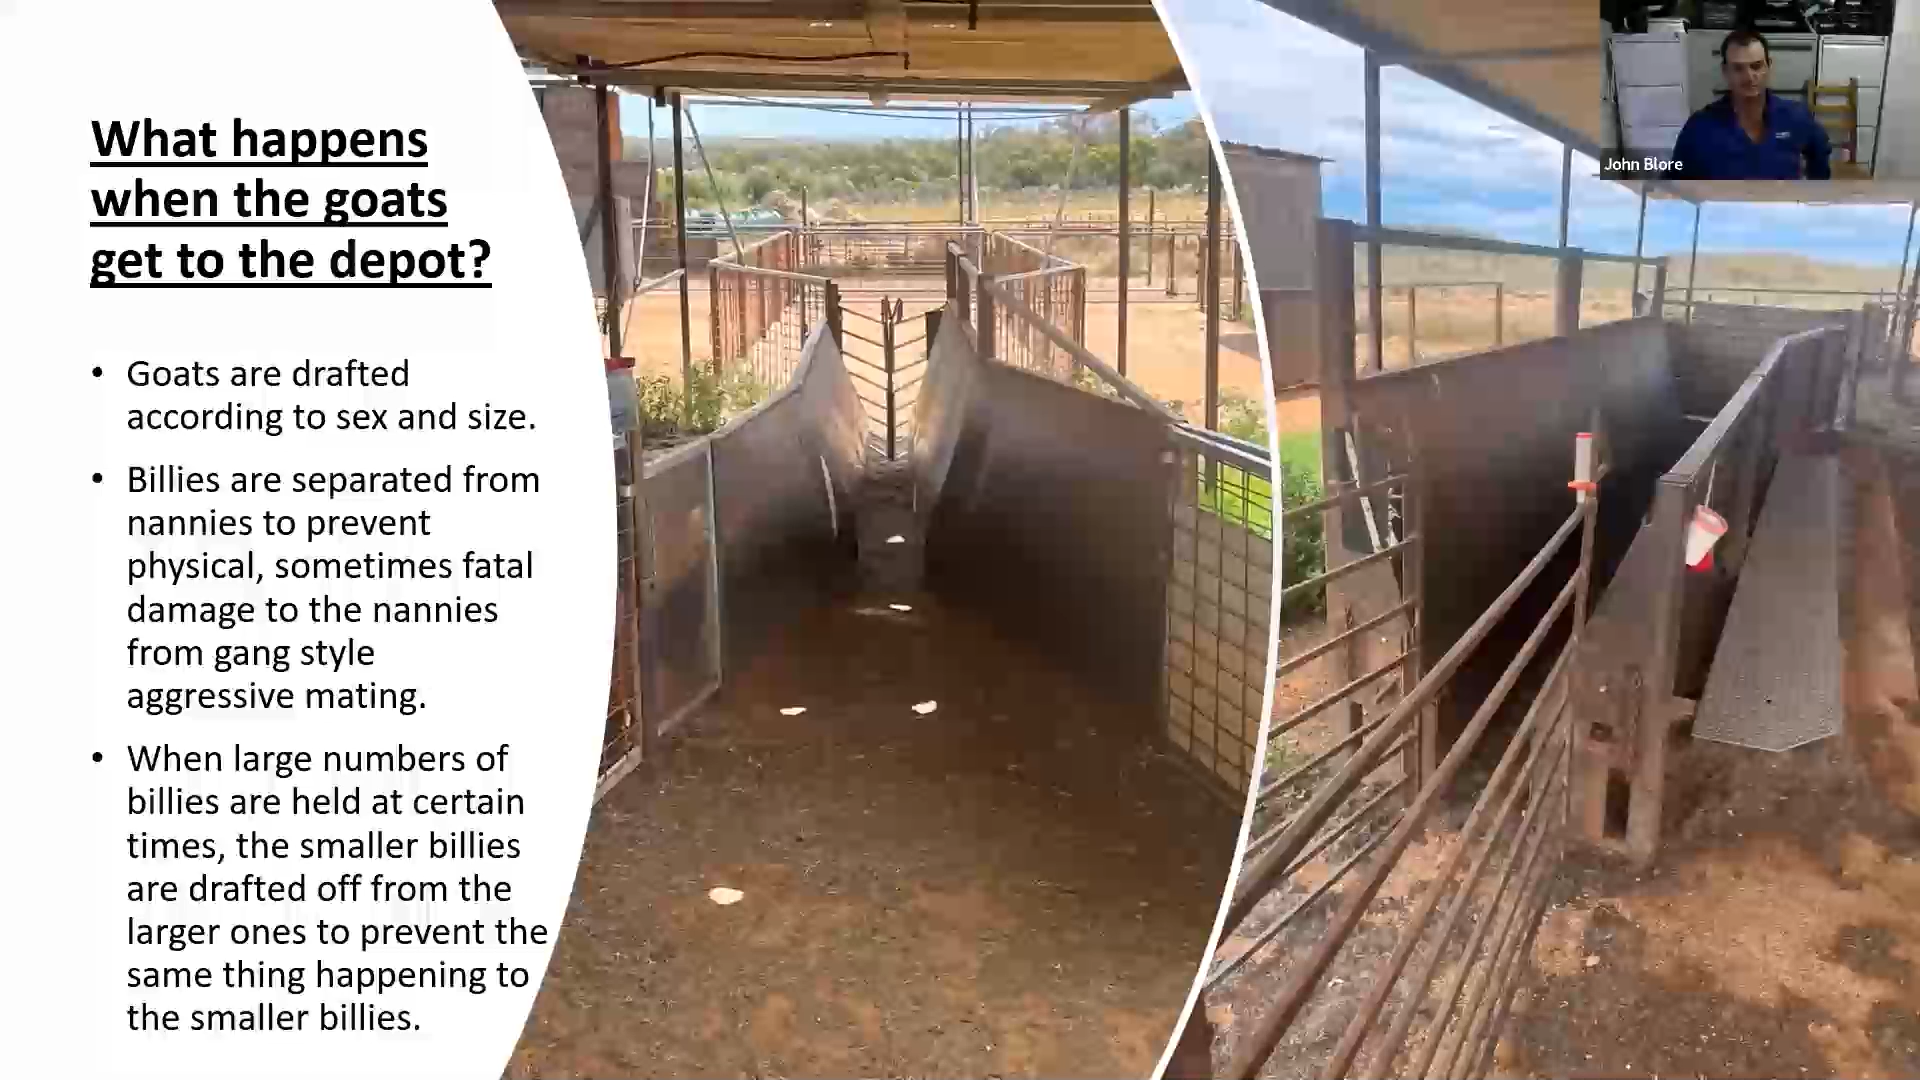 What happens
when the goats
get to the depot?
• Goats are drafted
according to sex and size.
• Billies are separated from
nannies to prevent
physical, sometimes fatal
damage to the nannies
from gang style
aggressive mating.
• When large numbers of
billies are held at certain
times, the smaller billies
are drafted off from the
larger ones to prevent the
same thing happening to
the smaller billies.
John Blore